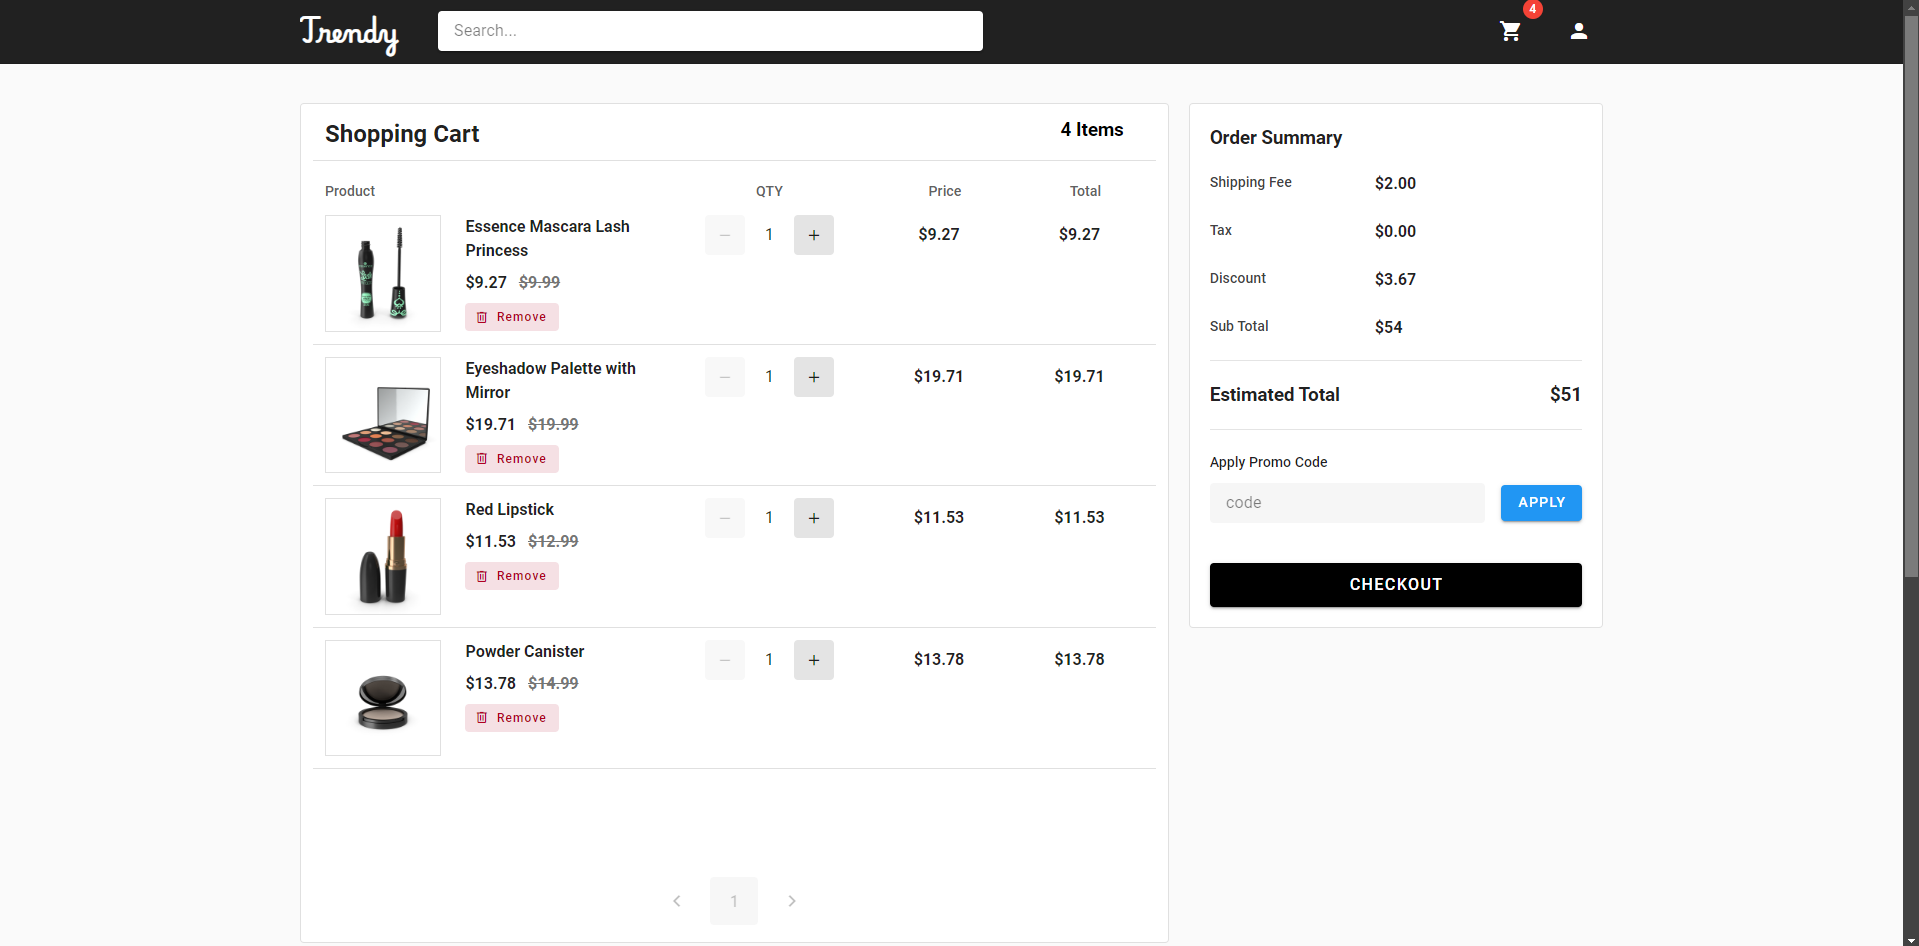 Trendy
Search...
4
Shopping Cart
4 Items
Product QTY Price Total
Essence Mascara Lash
Princess
1 $9.27 $9.27
$9.27 $9.99
Remove
Eyeshadow Palette with
Mirror
1 $19.71 $19.71
$19.71 $19.99
Remove
Red Lipstick
1 $11.53 $11.53
$11.53 $12.99
Remove
Powder Canister
1 $13.78 $13.78
$13.78 $14.99
Remove
1
Order Summary
Shipping Fee $2.00
Tax $0.00
Discount $3.67
Sub Total $54
Estimated Total $51
Apply Promo Code
code
APPLY
CHECKOUT